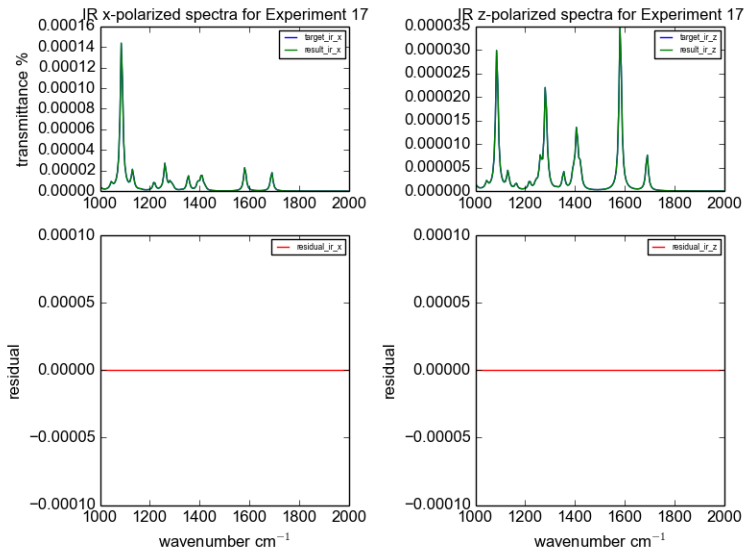 IR x-polarized spectra for Experiment 17
IR z-polarized spectra for Experiment 17
transmittance %
0.00016
0.00014
0.00012
0.00010
0.00008
0.00006
0.00004
0.00002
0.00000
target_ir_x
result_ir_x
1000 1200 1400 1600 1800 2000
0.000035
0.000030
0.000025
0.000020
0.000015
0.000010
0.000005
0.000000
target_ir_z
result_ir_z
1000 1200 1400 1600 1800 2000
residual
0.00010
0.00005
0.00000
−0.00005
−0.00010
residual_ir_x
1000 1200 1400 1600 1800 2000
wavenumber cm⁻¹
residual
0.00010
0.00005
0.00000
−0.00005
−0.00010
residual_ir_z
1000 1200 1400 1600 1800 2000
wavenumber cm⁻¹